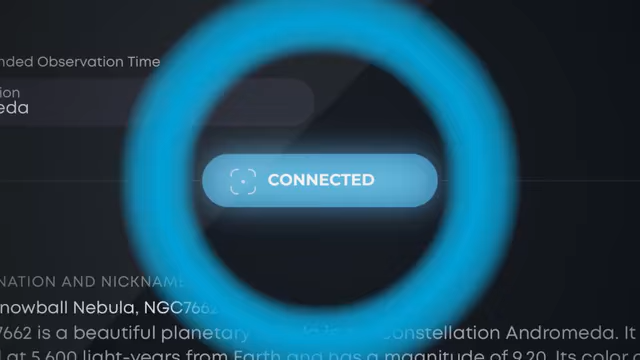 nded Observation Time
ion
eda
CONNECTED
NATION AND NICKNAME
nowball Nebula, NGC7662
7662 is a beautiful planetary constellation Andromeda. It
d at 5,600 light-years from Earth and has a magnitude of 9.20. Its color